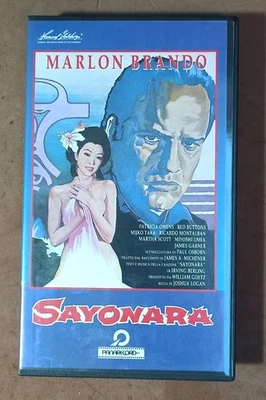 MARLON BRANDO
PATRICIA OWENS RED BUTTONS
MIIKO TAKA RICARDO MONTALBAN
MARTHA SCOTT MIYOSHI UMEKI
JAMES GARNER
SCENEGGIATURA DI PAUL OSBORN
TRATTO DAL RACCONTO DI JAMES A. MICHENER
TESTI E MUSICA DELLA CANZONE "SAYONARA"
DI IRVING BERLING
PRODOTTO DA WILLIAM GOETZ
REGIA DI JOSHUA LOGAN
SAYONARA
PANARECORD